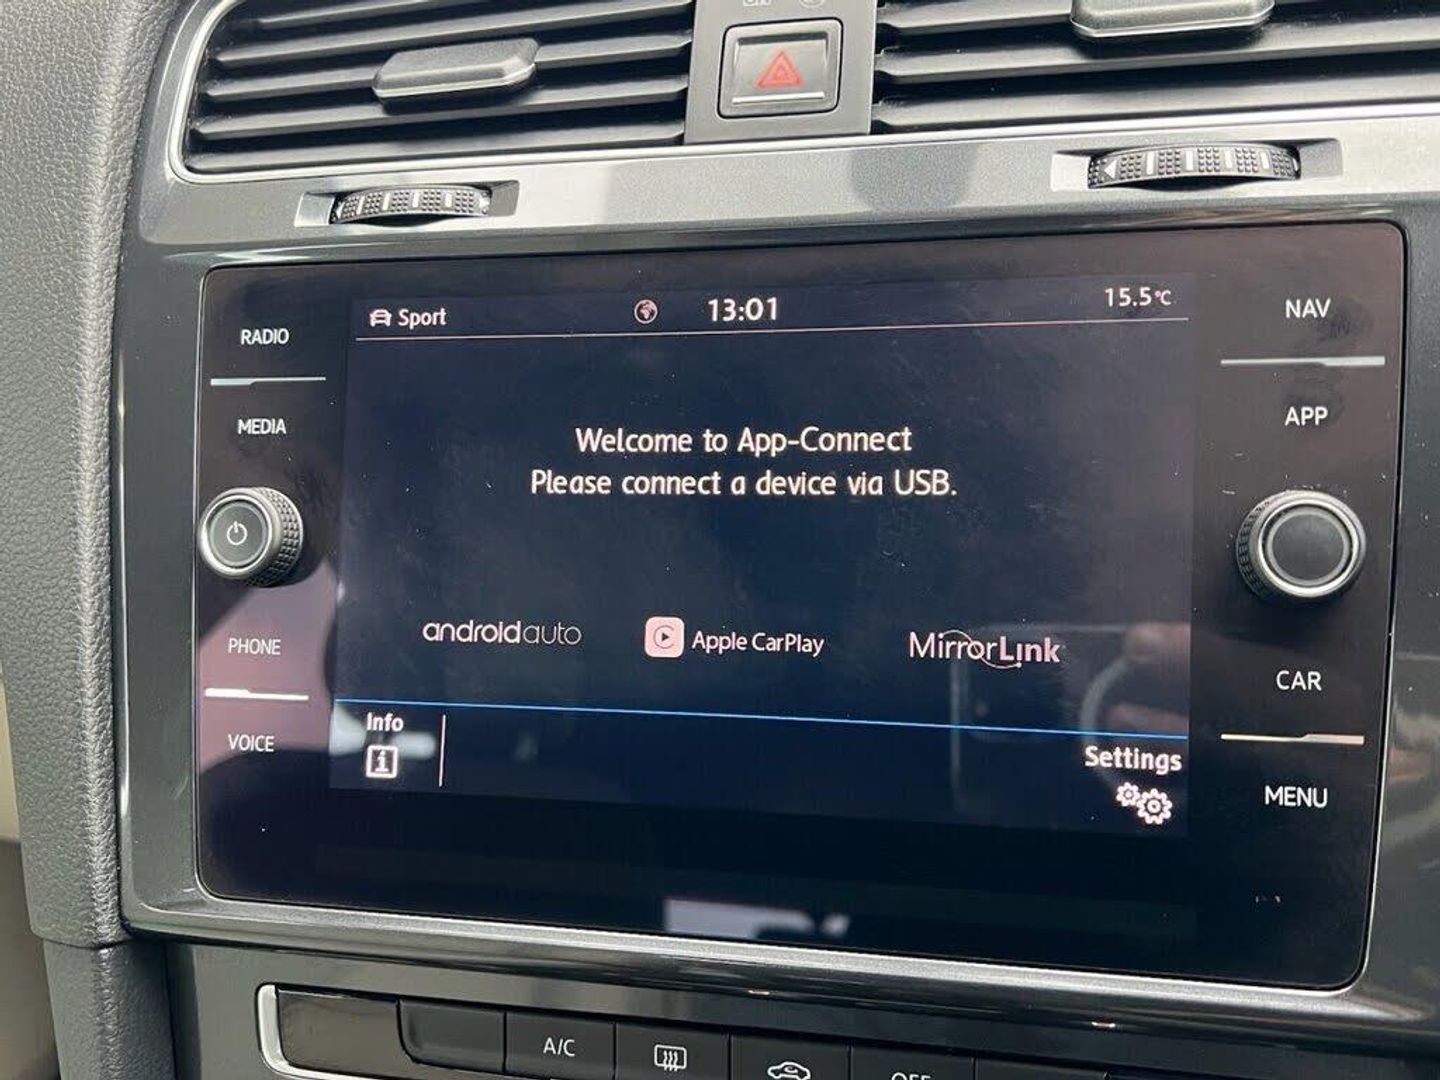 Sport
13:01
15.5°C
RADIO
MEDIA
PHONE
VOICE
Welcome to App-Connect
Please connect a device via USB.
androidauto
Apple CarPlay
MirrorLink
Info
i
Settings
NAV
APP
CAR
MENU
A/C
OFF